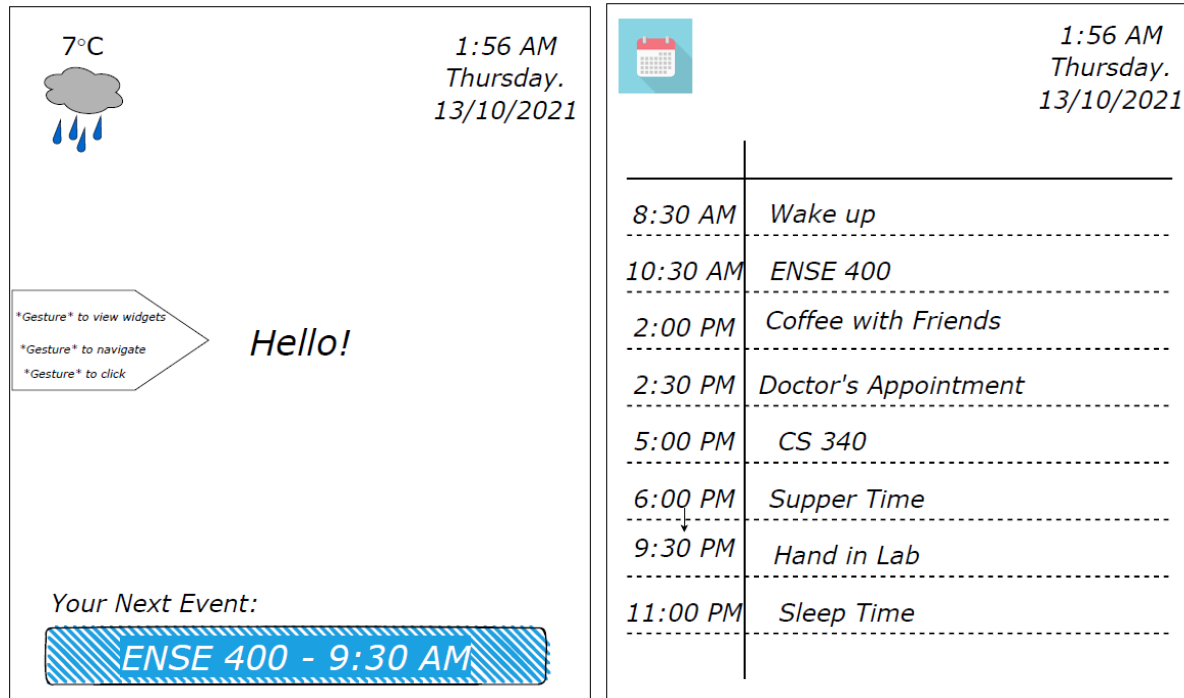 7°C
1:56 AM
Thursday.
13/10/2021
*Gesture* to view widgets
*Gesture* to navigate
*Gesture* to click
Hello!
Your Next Event:
ENSE 400 - 9:30 AM
1:56 AM
Thursday.
13/10/2021
8:30 AM Wake up
10:30 AM ENSE 400
2:00 PM Coffee with Friends
2:30 PM Doctor's Appointment
5:00 PM CS 340
6:00 PM Supper Time
9:30 PM Hand in Lab
11:00 PM Sleep Time